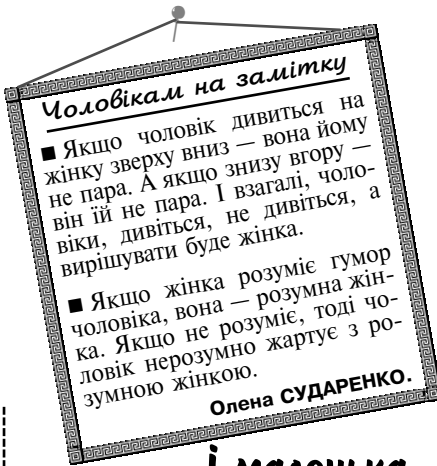 Чоловікам на замітку
■ Якщо чоловік дивиться на
жінку зверху вниз — вона йому
не пара. А якщо знизу вгору —
він їй не пара. І взагалі, чоло-
віки, дивіться, не дивіться, а
вирішувати буде жінка.
■ Якщо жінка розуміє гумор
чоловіка, вона — розумна жін-
ка. Якщо не розуміє, тоді чо-
ловік нерозумно жартує з ро-
зумною жінкою.
Олена СУДАРЕНКО.